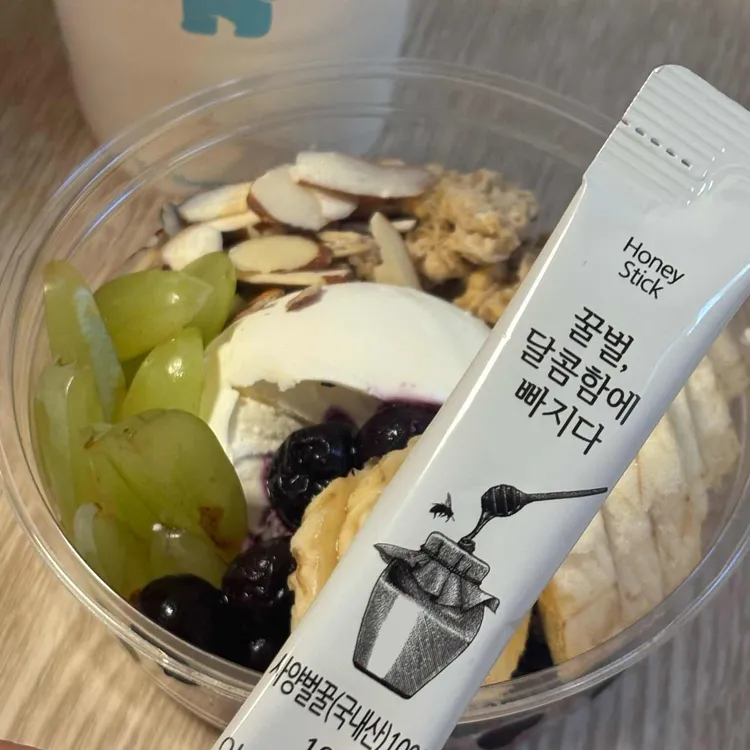 Honey
Stick
꿀벌,
달콤함에
빠지다
사양벌꿀(국내산)100